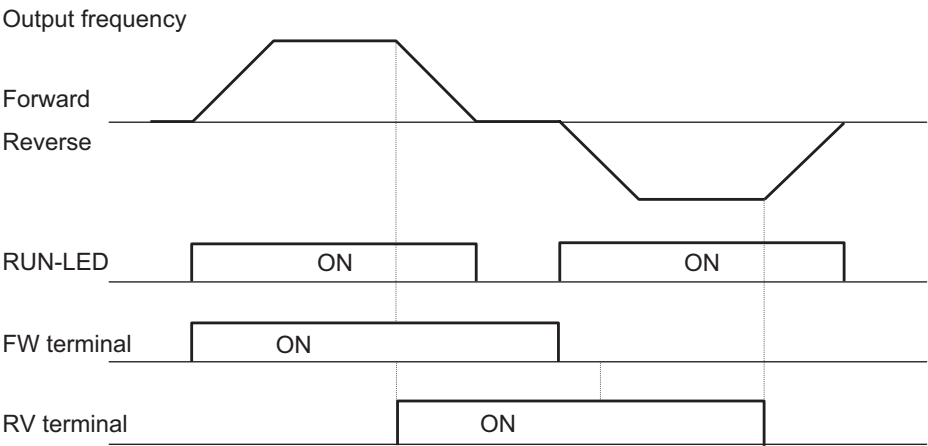 Output frequency
Forward
Reverse
RUN-LED ON ON
FW terminal ON
RV terminal ON